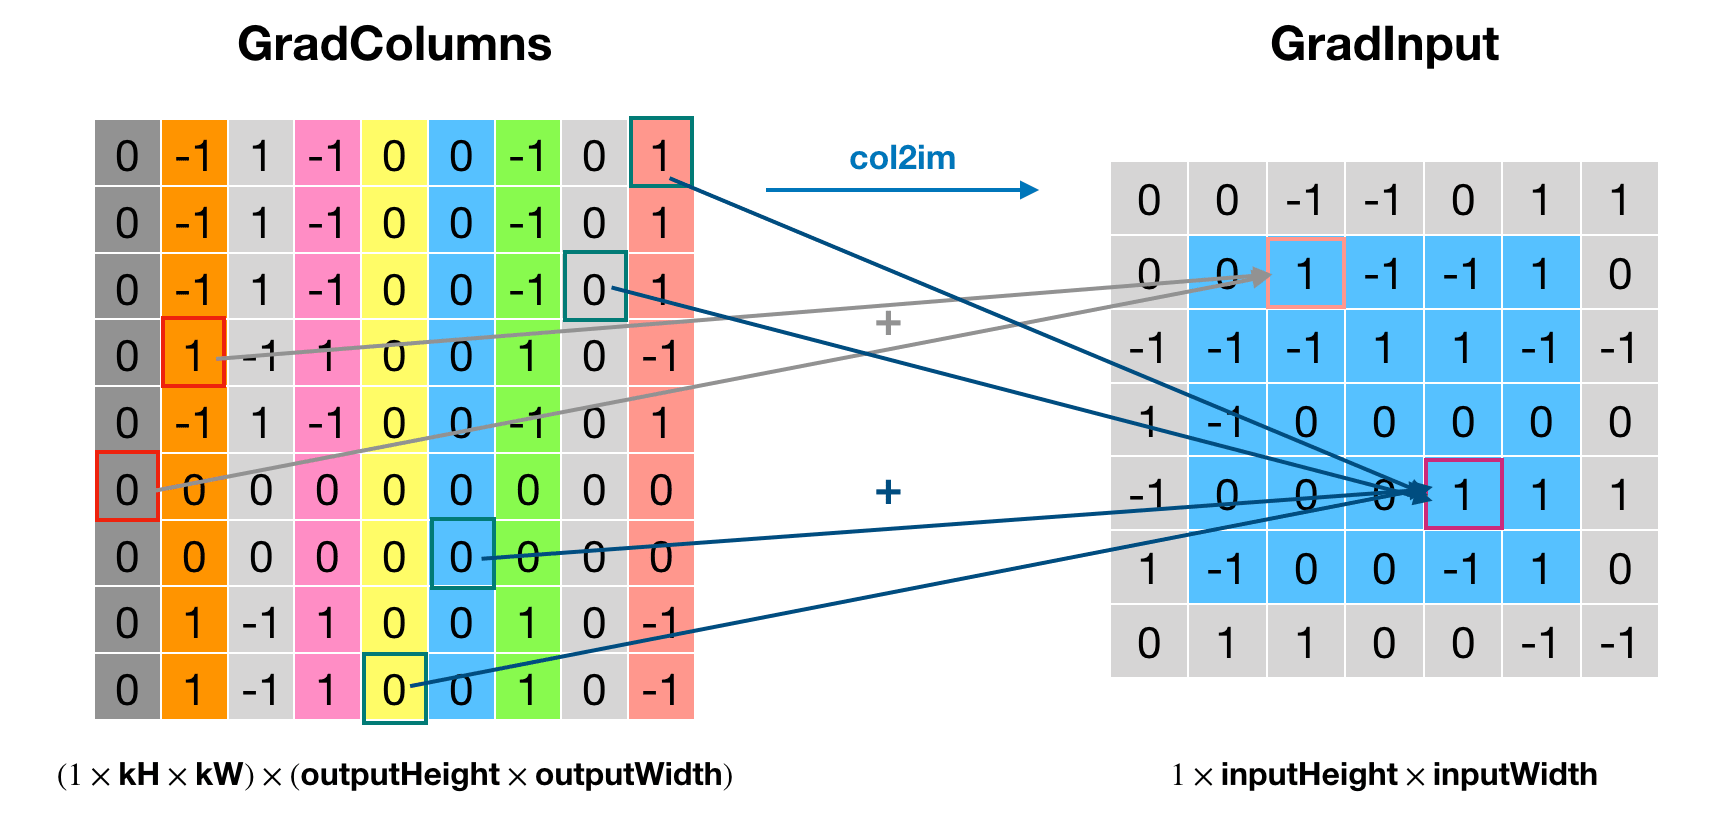 GradColumns
GradInput
0 -1 1 -1 0 0 -1 0 1
0 -1 1 -1 0 0 -1 0 1
0 -1 1 -1 0 0 -1 0 1
0 1 -1 1 0 0 1 0 -1
0 -1 1 -1 0 0 -1 0 1
0 0 0 0 0 0 0 0 0
0 0 0 0 0 0 0 0 0
0 1 -1 1 0 0 1 0 -1
0 1 -1 1 0 0 1 0 -1
(1 × kH × kW) × (outputHeight × outputWidth)
col2im
+
+
0 0 -1 -1 0 1 1
0 0 1 -1 -1 1 0
-1 -1 -1 1 1 -1 -1
1 -1 0 0 0 0 0
-1 0 0 0 1 1 1
1 -1 0 0 -1 1 0
0 1 1 0 0 -1 -1
1 × inputHeight × inputWidth